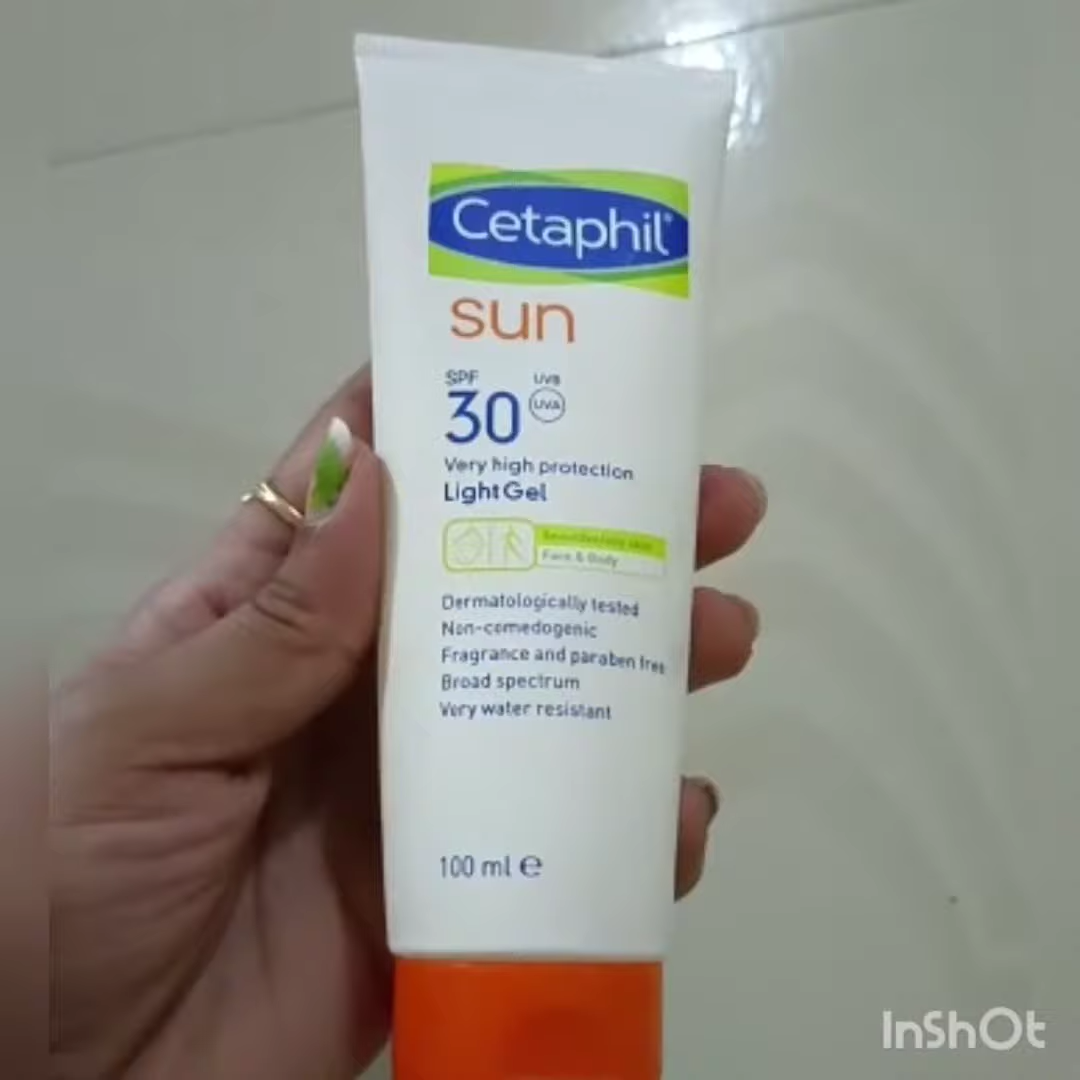 Cetaphil®
sun
SPF
30
UVB
UVA
Very high protection
Light Gel
Face & Body
Dermatologically tested
Non-comedogenic
Fragrance and paraben free
Broad spectrum
Very water resistant
100 ml ℮
InShOt